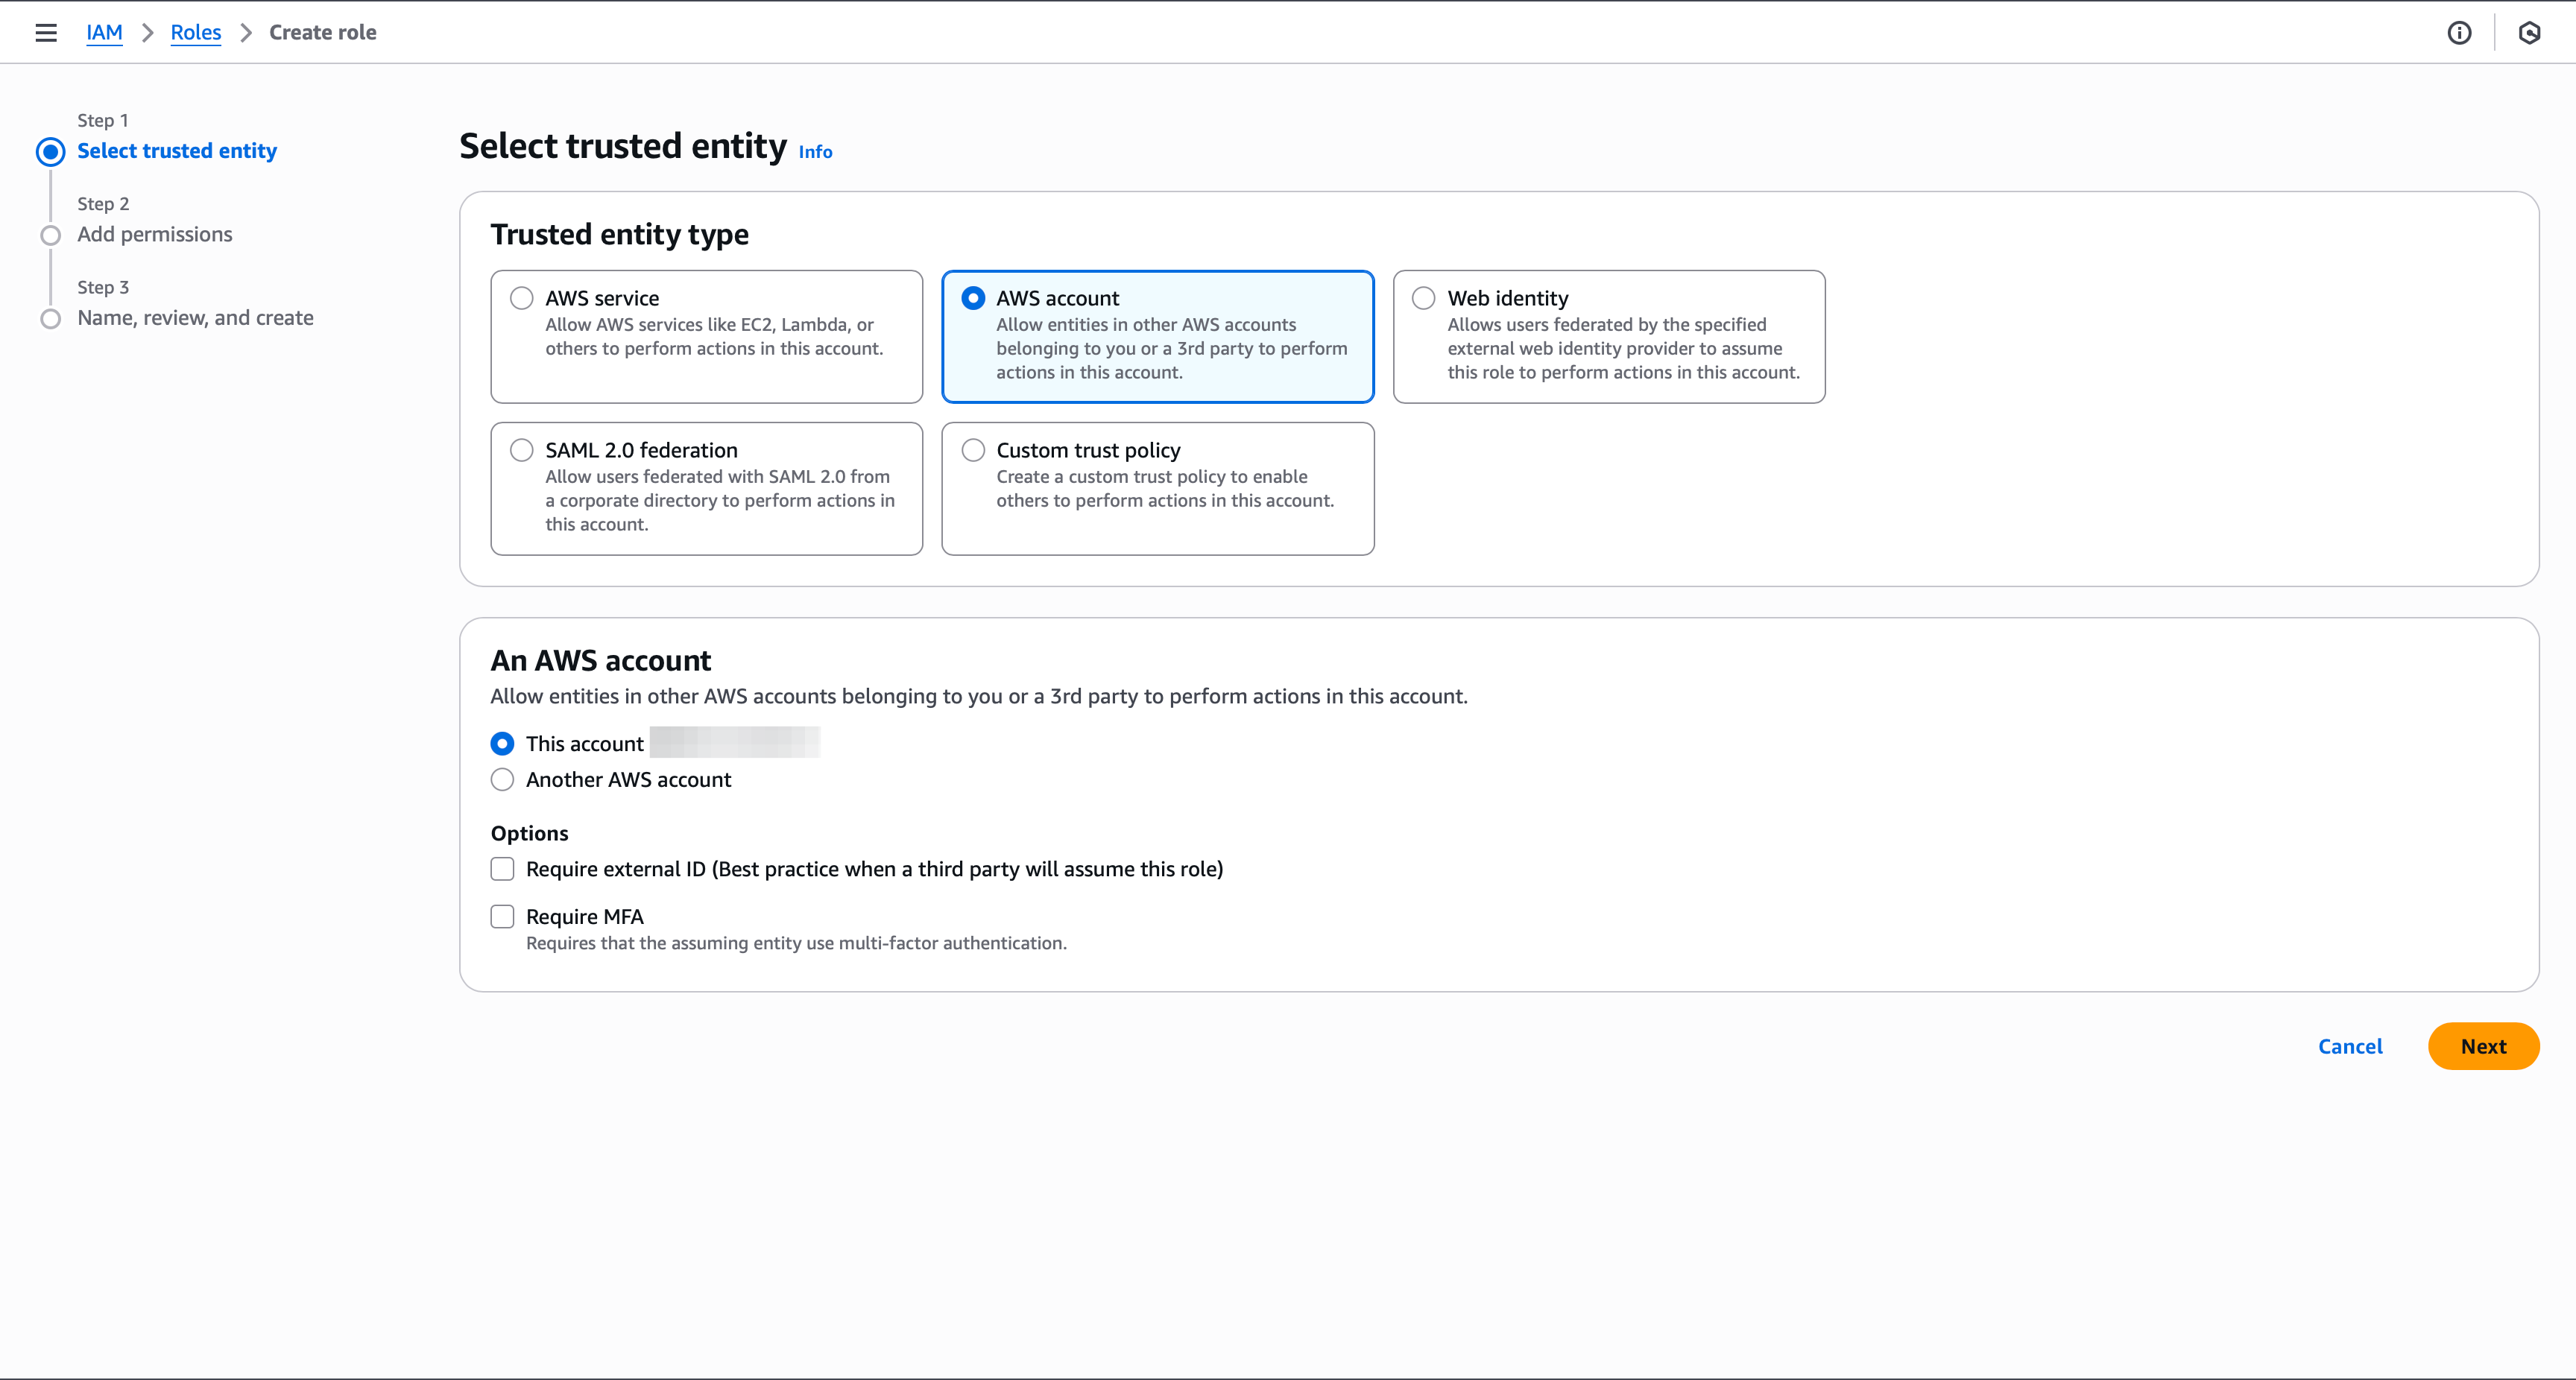 IAM > Roles > Create role
Step 1
Select trusted entity
Step 2
Add permissions
Step 3
Name, review, and create
Select trusted entity Info
Trusted entity type
AWS service
Allow AWS services like EC2, Lambda, or
others to perform actions in this account.
AWS account
Allow entities in other AWS accounts
belonging to you or a 3rd party to perform
actions in this account.
Web identity
Allows users federated by the specified
external web identity provider to assume
this role to perform actions in this account.
SAML 2.0 federation
Allow users federated with SAML 2.0 from
a corporate directory to perform actions in
this account.
Custom trust policy
Create a custom trust policy to enable
others to perform actions in this account.
An AWS account
Allow entities in other AWS accounts belonging to you or a 3rd party to perform actions in this account.
This account
Another AWS account
Options
Require external ID (Best practice when a third party will assume this role)
Require MFA
Requires that the assuming entity use multi-factor authentication.
Cancel
Next